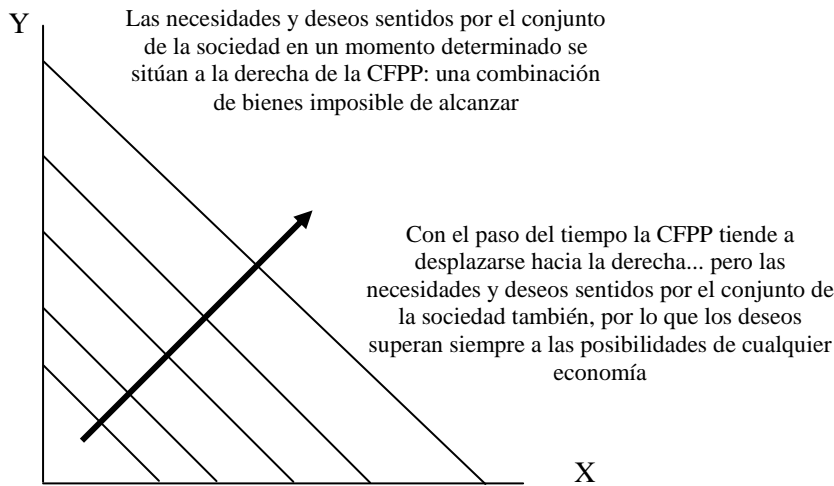 Y
Las necesidades y deseos sentidos por el conjunto
de la sociedad en un momento determinado se
sitúan a la derecha de la CFPP: una combinación
de bienes imposible de alcanzar
Con el paso del tiempo la CFPP tiende a
desplazarse hacia la derecha... pero las
necesidades y deseos sentidos por el conjunto de
la sociedad también, por lo que los deseos
superan siempre a las posibilidades de cualquier
economía
X